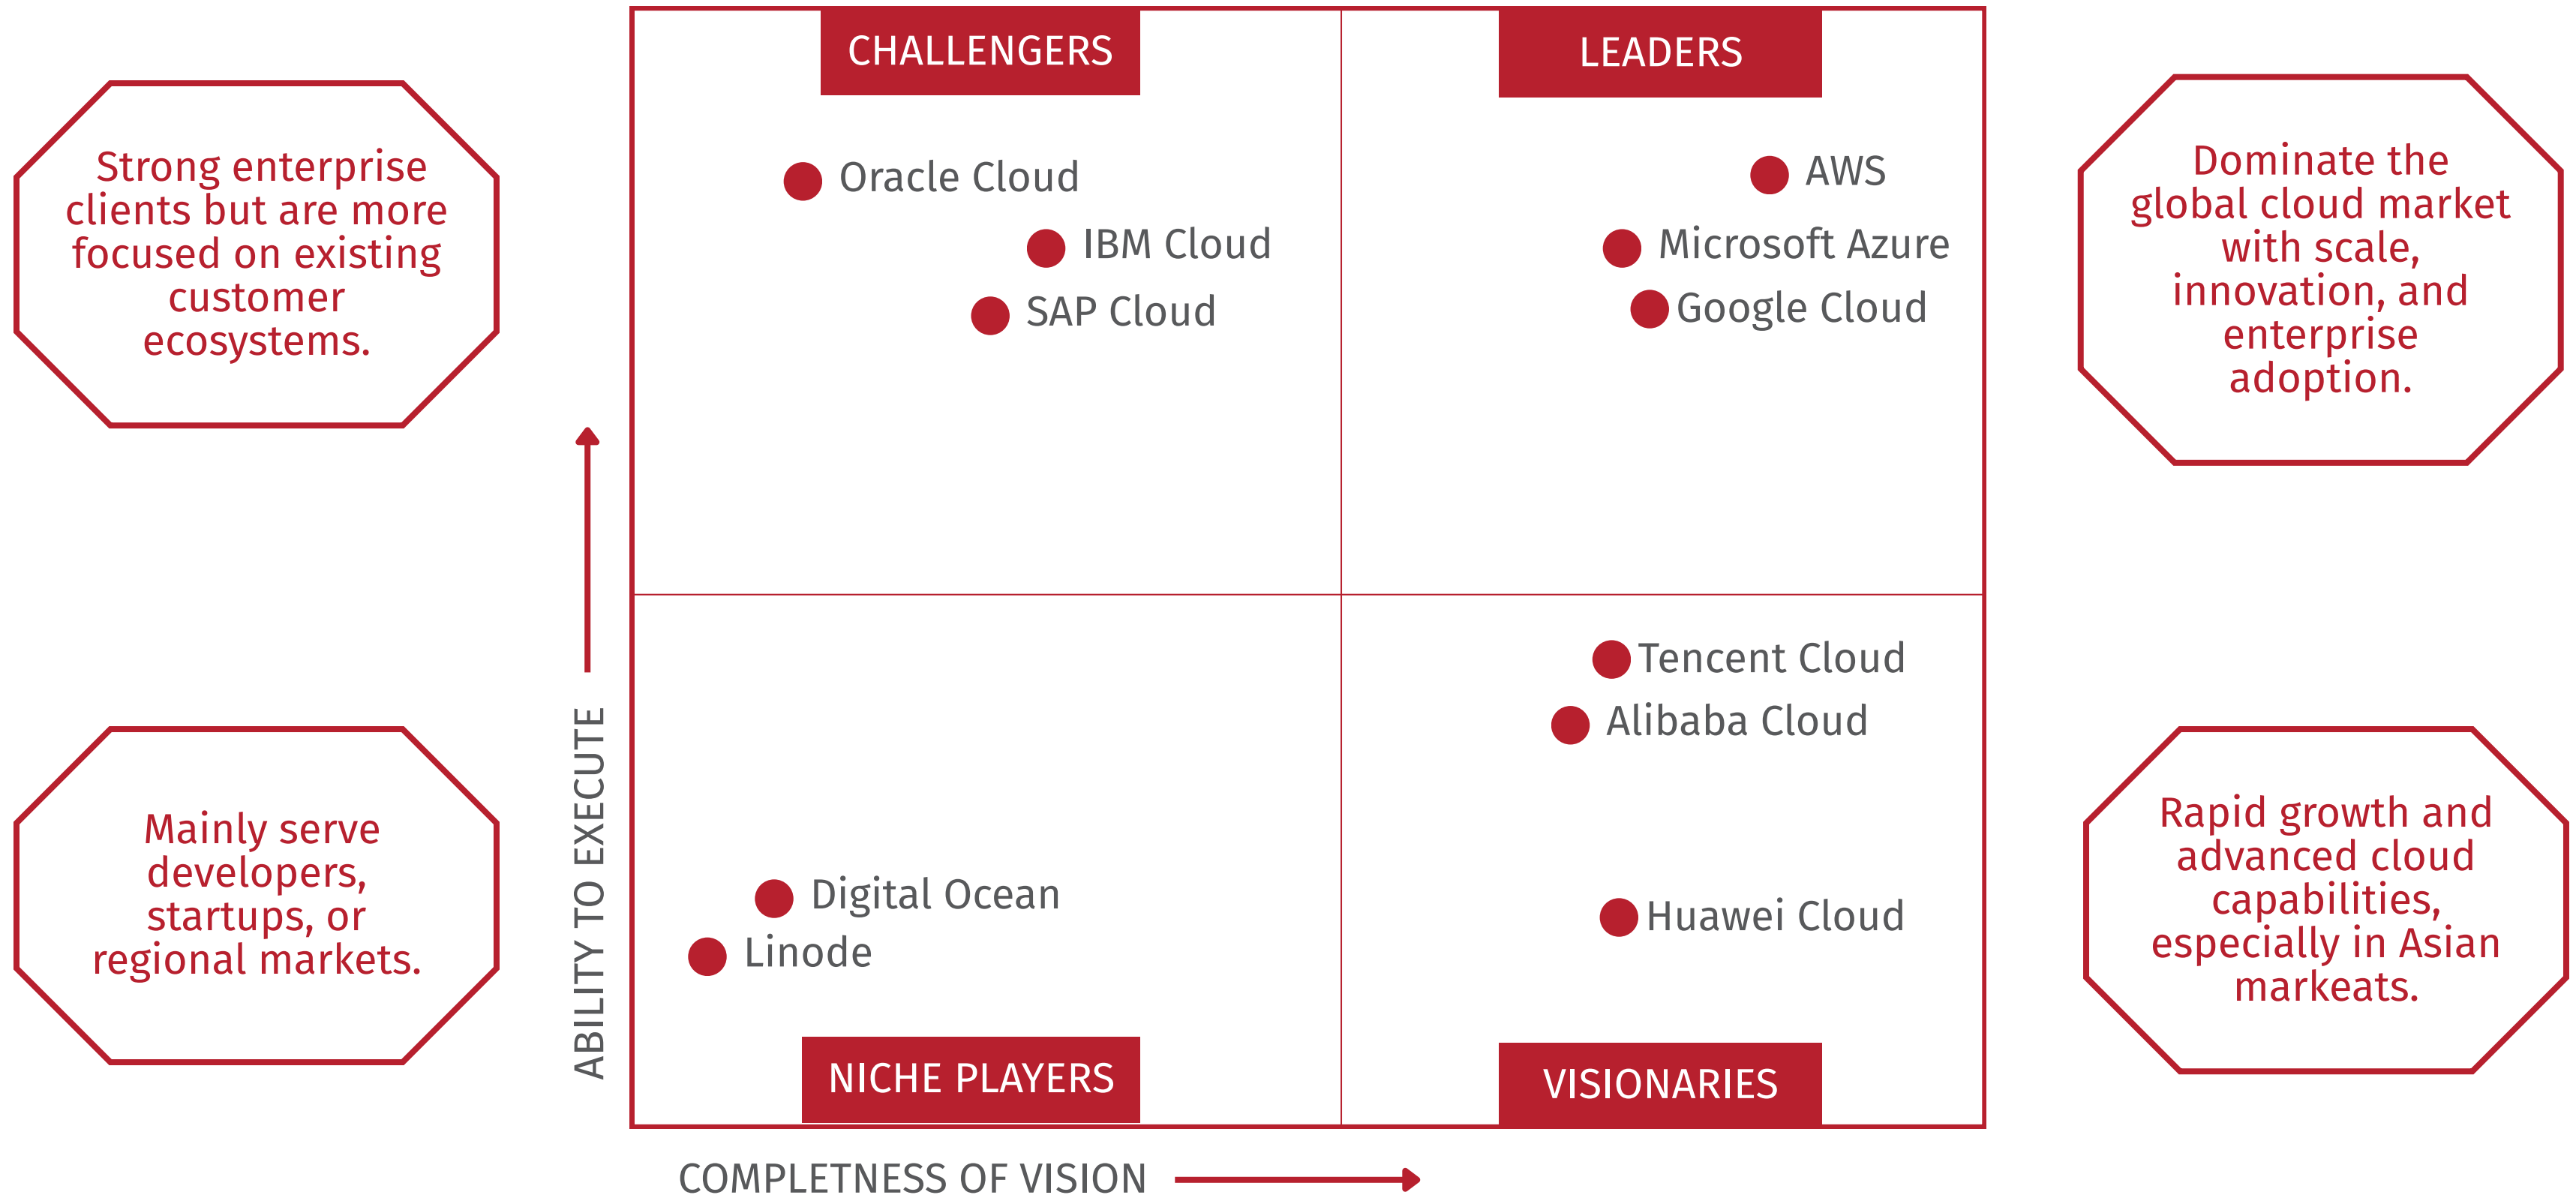 CHALLENGERS
LEADERS
Strong enterprise
clients but are more
focused on existing
customer
ecosystems.
Oracle Cloud
IBM Cloud
SAP Cloud
AWS
Microsoft Azure
Google Cloud
Dominate the
global cloud market
with scale,
innovation, and
enterprise
adoption.
ABILITY TO EXECUTE
Mainly serve
developers,
startups, or
regional markets.
Digital Ocean
Linode
Tencent Cloud
Alibaba Cloud
Huawei Cloud
Rapid growth and
advanced cloud
capabilities,
especially in Asian
markeats.
NICHE PLAYERS
VISIONARIES
COMPLETNESS OF VISION